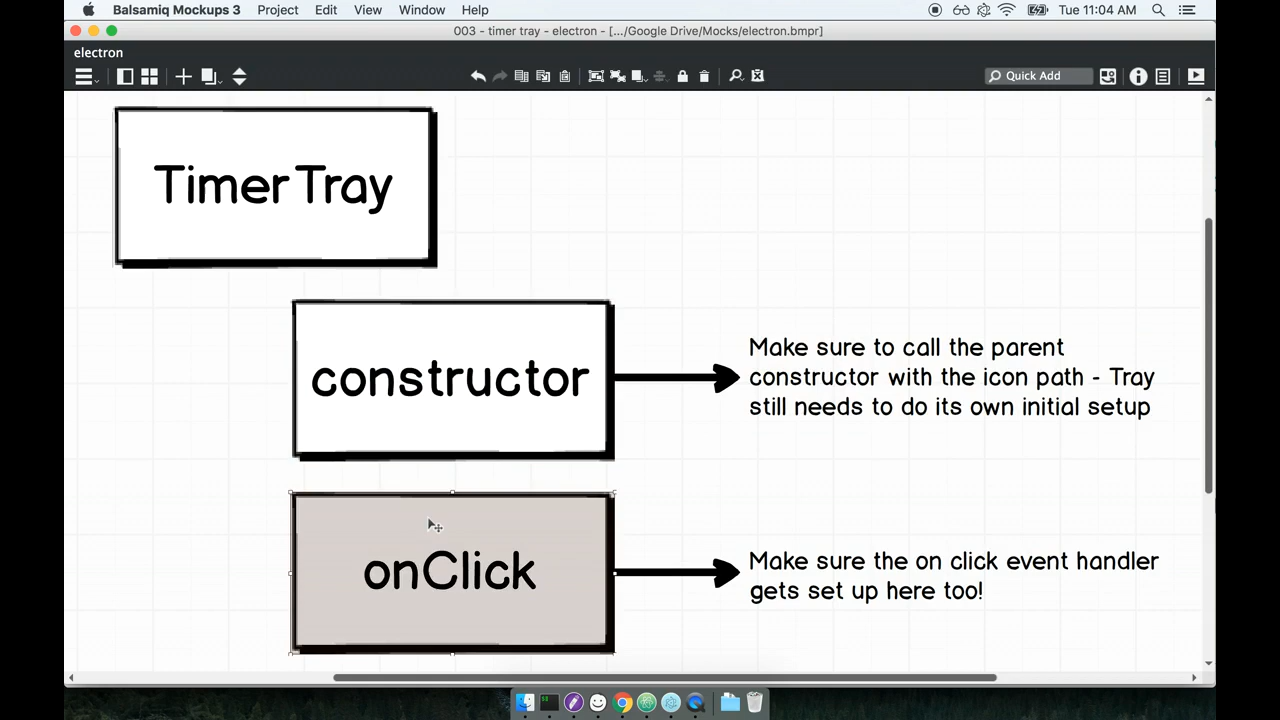 Balsamiq Mockups 3 Project Edit View Window Help Tue 11:04 AM
003 - timer tray - electron - [.../Google Drive/Mocks/electron.bmpr]
electron
Quick Add
TimerTray
constructor
Make sure to call the parent
constructor with the icon path - Tray
still needs to do its own initial setup
onClick
Make sure the on click event handler
gets set up here too!